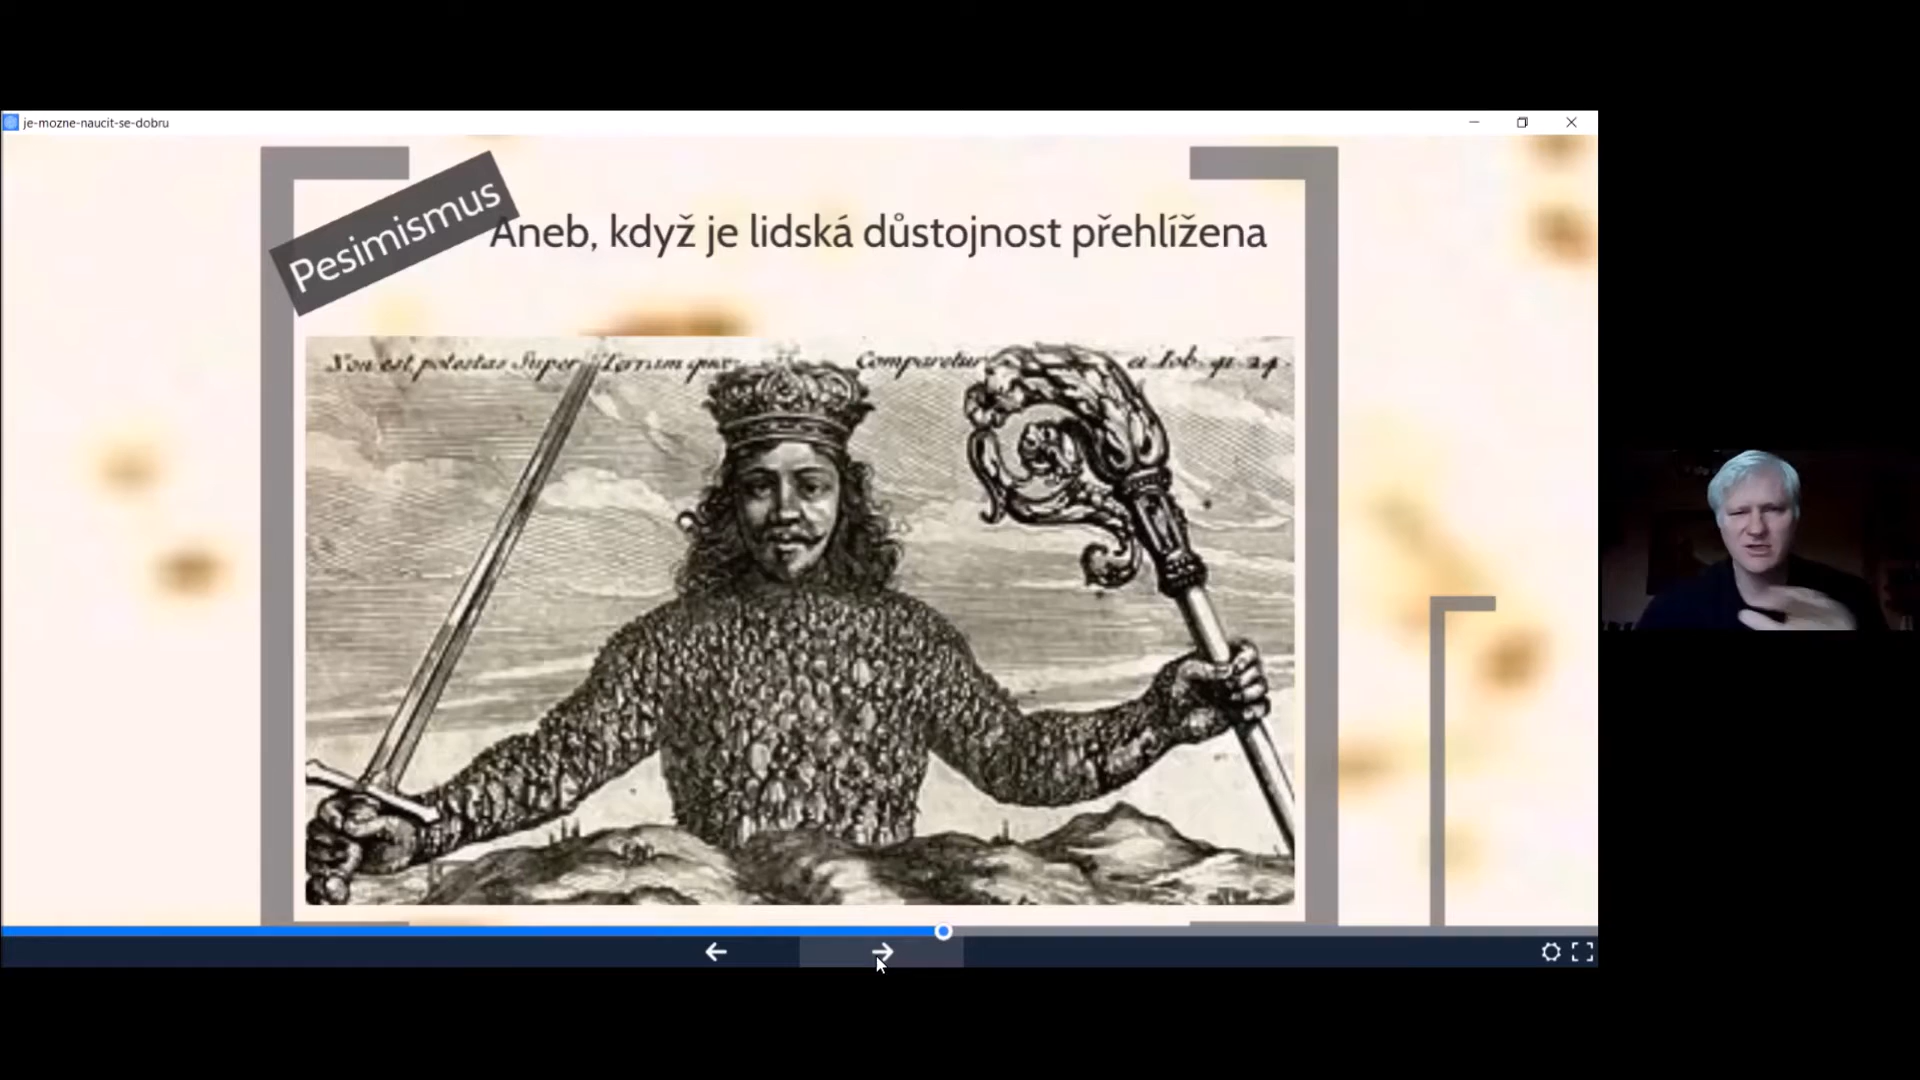 je-mozne-naucit-se-dobru
Pesimismus
Aneb, když je lidská důstojnost přehlížena
Non est potestas Super Terram quae Comparetur ei Iob. 41. 24.